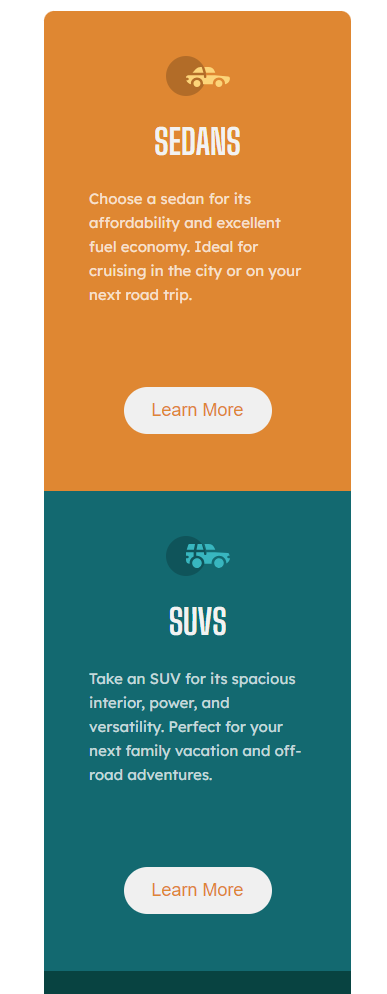 SEDANS
Choose a sedan for its
affordability and excellent
fuel economy. Ideal for
cruising in the city or on your
next road trip.
Learn More
SUVS
Take an SUV for its spacious
interior, power, and
versatility. Perfect for your
next family vacation and off-
road adventures.
Learn More